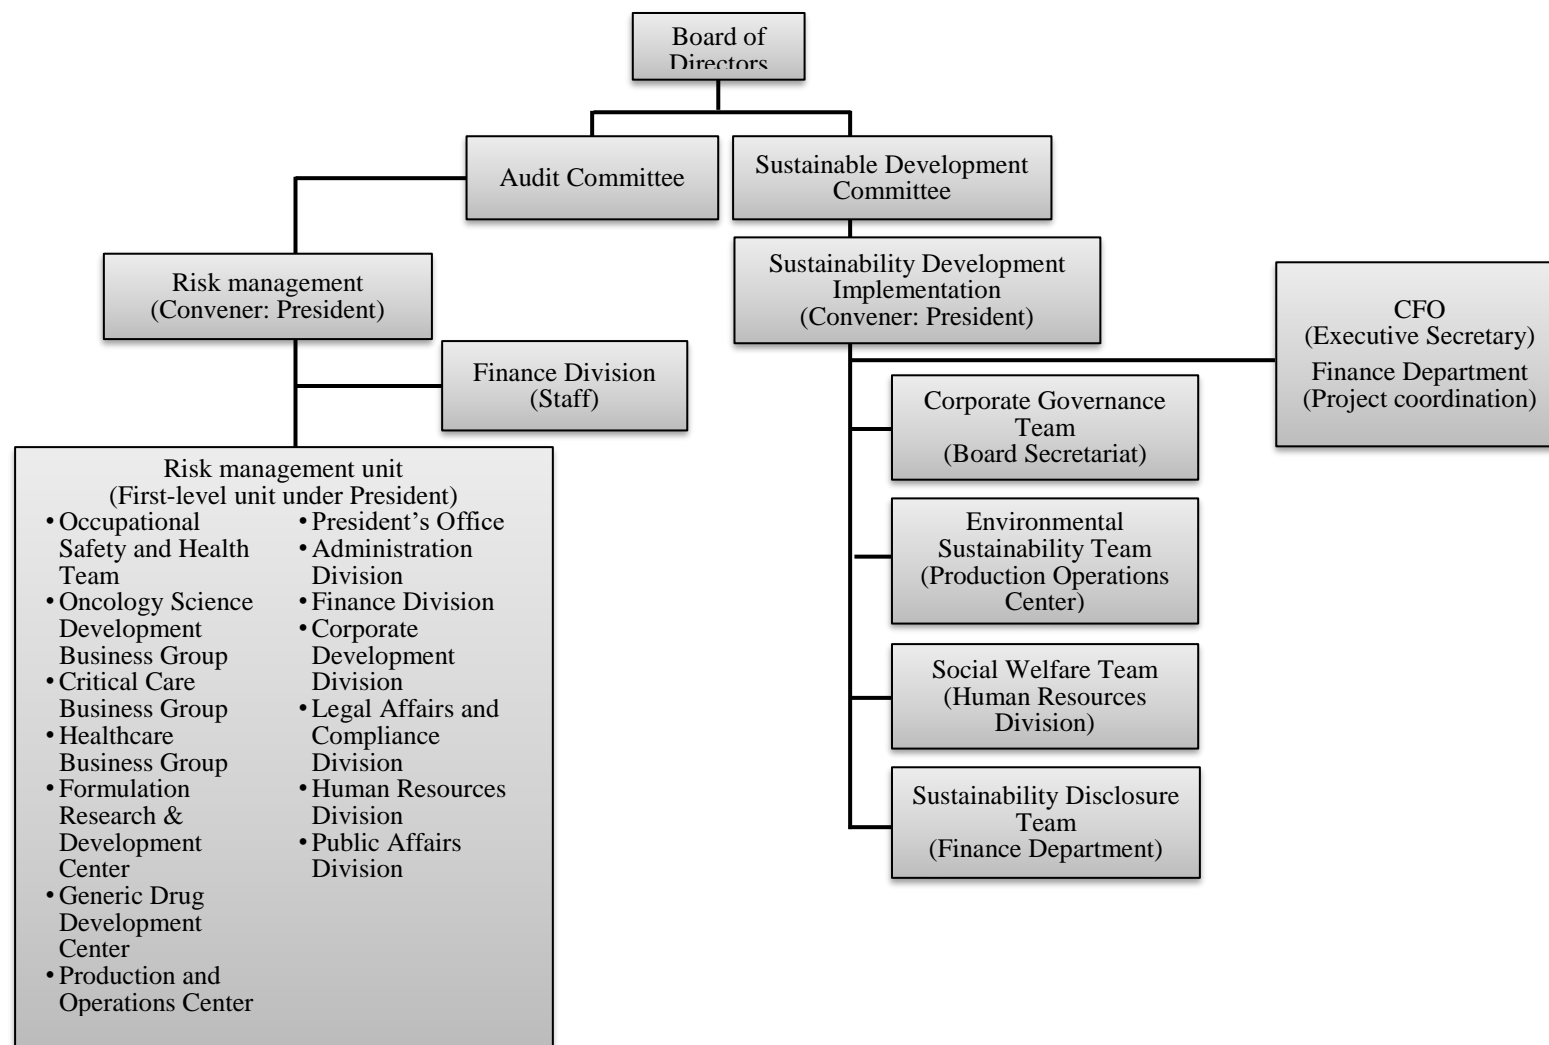 Board of
Directors
Audit Committee
Sustainable Development
Committee
Risk management
(Convener: President)
Sustainability Development
Implementation
(Convener: President)
CFO
(Executive Secretary)
Finance Department
(Project coordination)
Finance Division
(Staff)
Corporate Governance
Team
(Board Secretariat)
Risk management unit
(First-level unit under President)
• Occupational
Safety and Health
Team
• Oncology Science
Development
Business Group
• Critical Care
Business Group
• Healthcare
Business Group
• Formulation
Research &
Development
Center
• Generic Drug
Development
Center
• Production and
Operations Center
• President’s Office
• Administration
Division
• Finance Division
• Corporate
Development
Division
• Legal Affairs and
Compliance
Division
• Human Resources
Division
• Public Affairs
Division
Environmental
Sustainability Team
(Production Operations
Center)
Social Welfare Team
(Human Resources
Division)
Sustainability Disclosure
Team
(Finance Department)